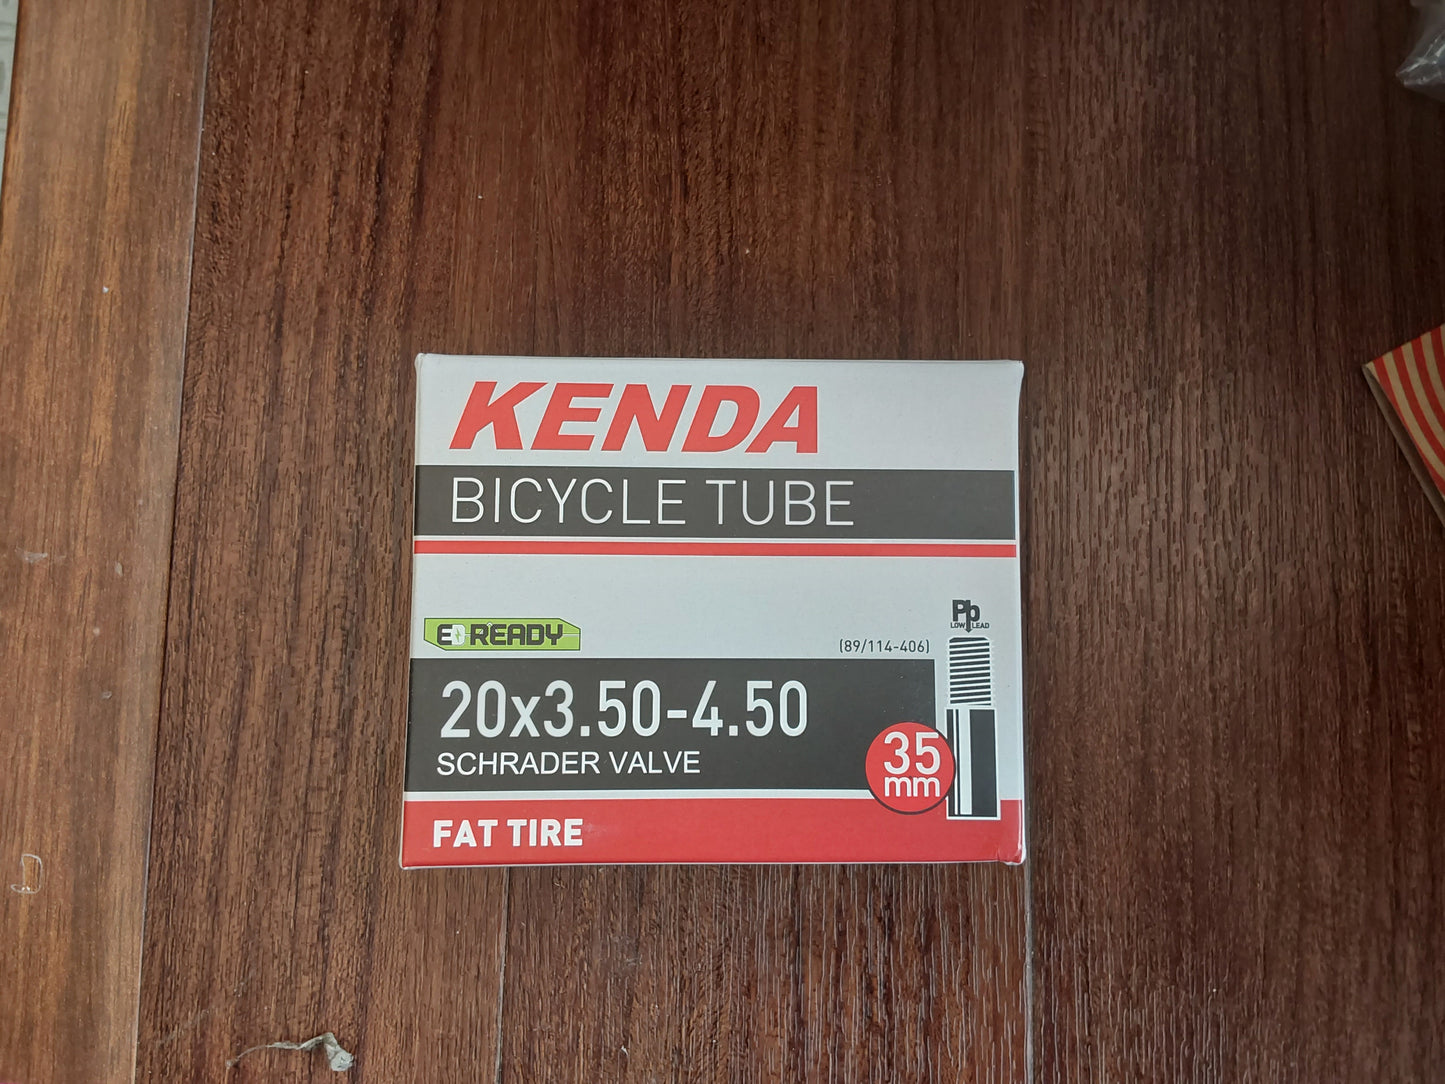 KENDA
BICYCLE TUBE
E READY
(89/114-406)
Pb
LOW LEAD
20x3.50-4.50
SCHRADER VALVE
35
mm
FAT TIRE